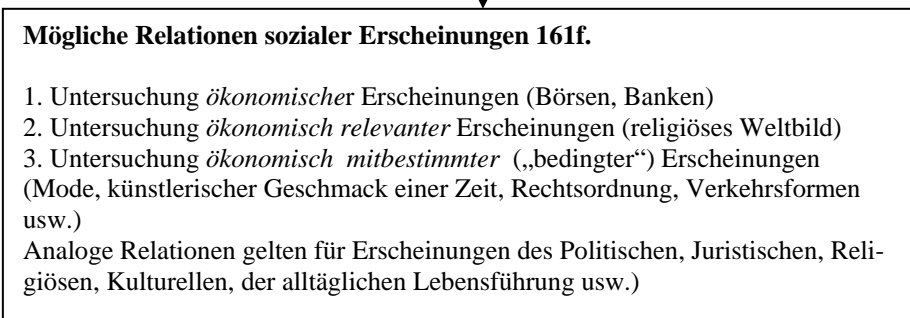 Mögliche Relationen sozialer Erscheinungen 161f.
1. Untersuchung ökonomischer Erscheinungen (Börsen, Banken)
2. Untersuchung ökonomisch relevanter Erscheinungen (religiöses Weltbild)
3. Untersuchung ökonomisch mitbestimmter („bedingter“) Erscheinungen
(Mode, künstlerischer Geschmack einer Zeit, Rechtsordnung, Verkehrsformen
usw.)
Analoge Relationen gelten für Erscheinungen des Politischen, Juristischen, Reli-
giösen, Kulturellen, der alltäglichen Lebensführung usw.)